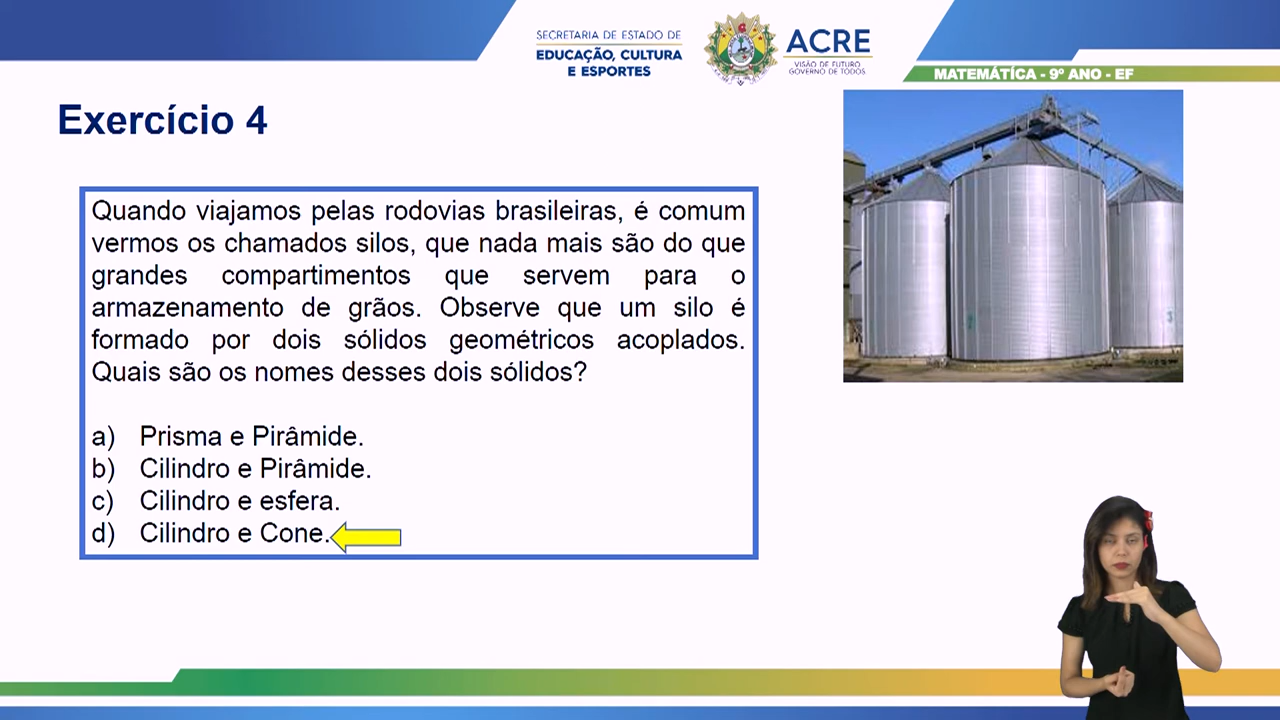 SECRETARIA DE ESTADO DE
EDUCAÇÃO, CULTURA
E ESPORTES
ACRE
VISÃO DE FUTURO
GOVERNO DE TODOS
MATEMÁTÍCA - 9º ANO - EF
Exercício 4
Quando viajamos pelas rodovias brasileiras, é comum
vermos os chamados silos, que nada mais são do que
grandes compartimentos que servem para o
armazenamento de grãos. Observe que um silo é
formado por dois sólidos geométricos acoplados.
Quais são os nomes desses dois sólidos?
a) Prisma e Pirâmide.
b) Cilindro e Pirâmide.
c) Cilindro e esfera.
d) Cilindro e Cone.